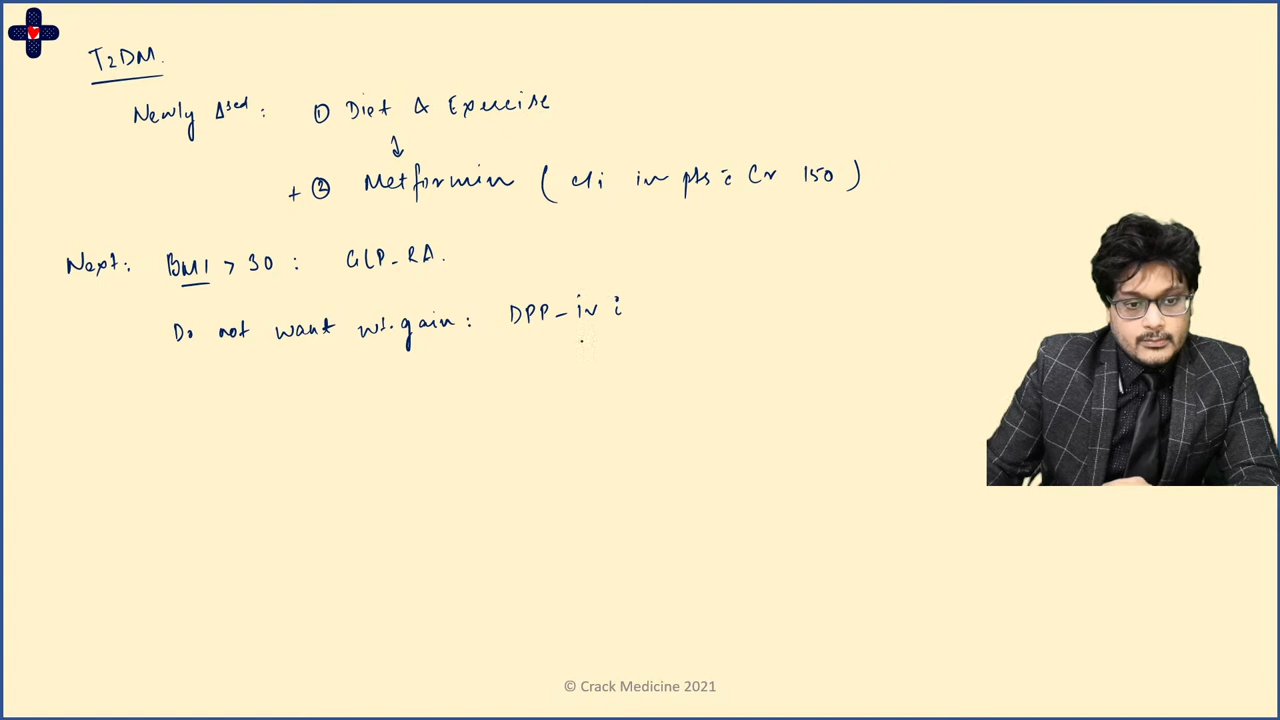 T2DM.
Newly Δsed : ① Diet & Exercise
↓
+ ② Metformin ( CI: in pts c̄ Cr 150 )
Next: BMI > 30 : GLP-RA.
Do not want wt. gain : DPP-iv i
© Crack Medicine 2021